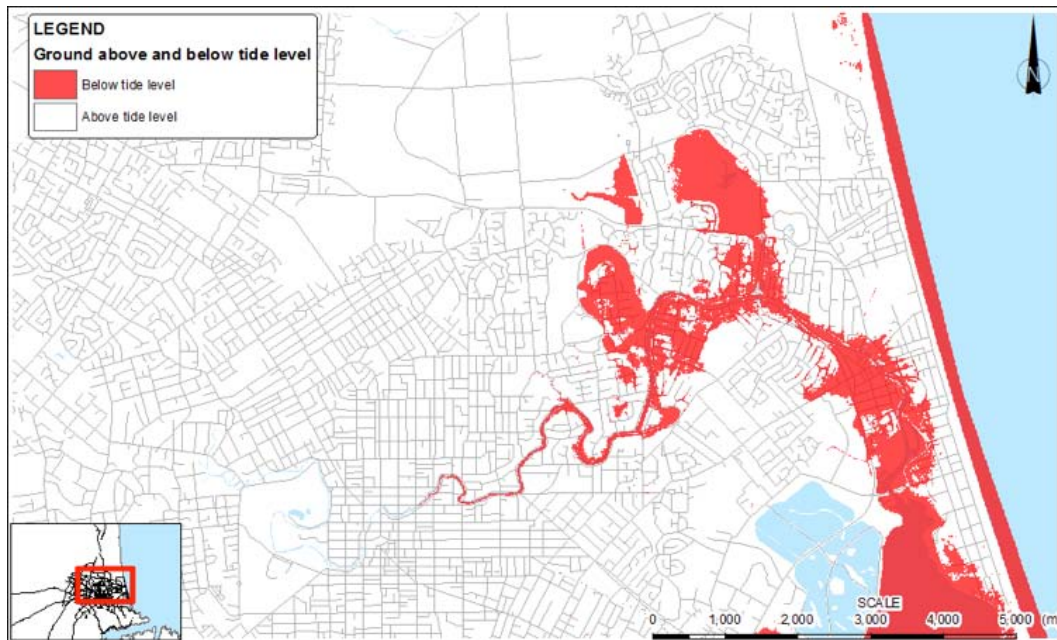 LEGEND
Ground above and below tide level
Below tide level
Above tide level
N
SCALE
0 1,000 2,000 3,000 4,000 5,000 (m